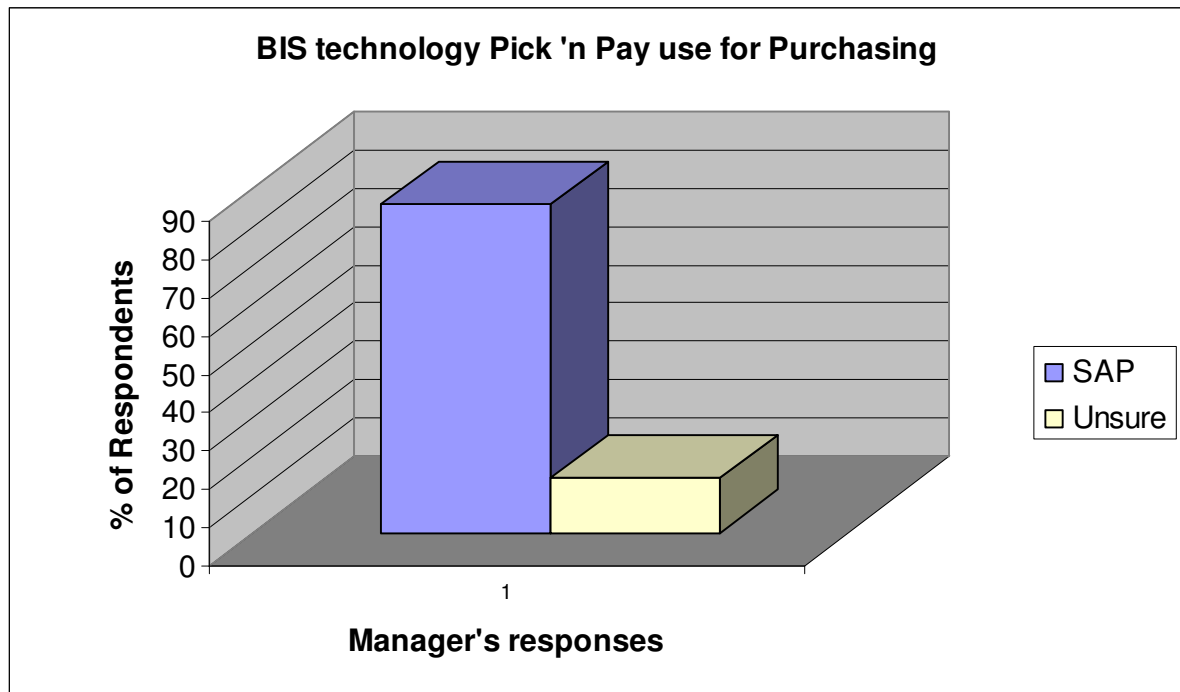 BIS technology Pick 'n Pay use for Purchasing
% of Respondents
90
80
70
60
50
40
30
20
10
0
1
Manager's responses
SAP
Unsure